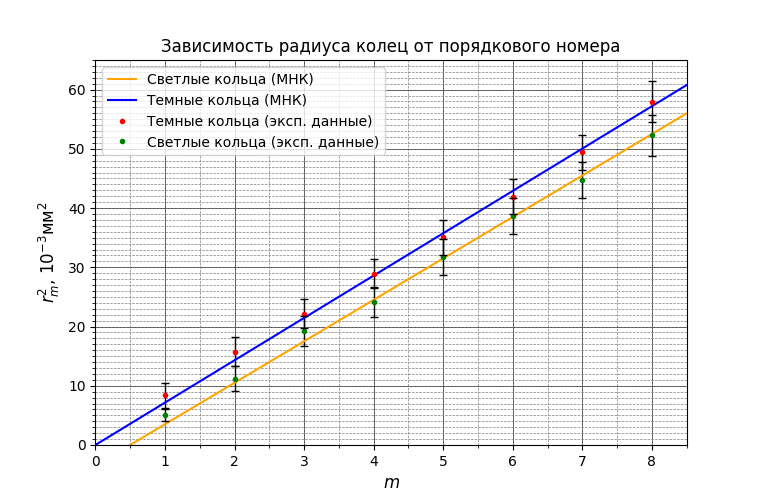 Зависимость радиуса колец от порядкового номера
Светлые кольца (МНК)
Темные кольца (МНК)
Темные кольца (эксп. данные)
Светлые кольца (эксп. данные)
60
50
40
30
20
10
0
r²ₘ, 10⁻³мм²
0 1 2 3 4 5 6 7 8
m